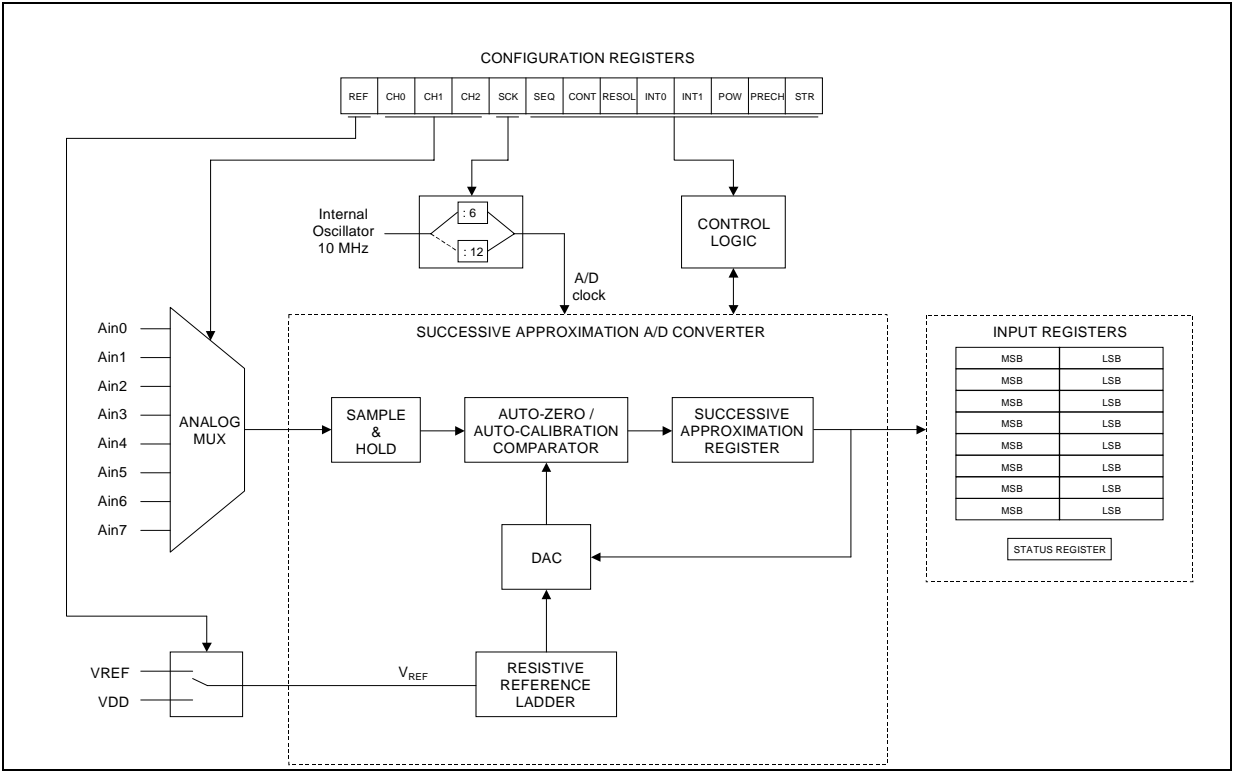 CONFIGURATION REGISTERS
REF CH0 CH1 CH2 SCK SEQ CONT RESOL INT0 INT1 POW PRECH STR
Internal
Oscillator
10 MHz
: 6
: 12
CONTROL
LOGIC
A/D
clock
Ain0
Ain1
Ain2
Ain3
Ain4
Ain5
Ain6
Ain7
ANALOG
MUX
SUCCESSIVE APPROXIMATION A/D CONVERTER
SAMPLE
&
HOLD
AUTO-ZERO /
AUTO-CALIBRATION
COMPARATOR
SUCCESSIVE
APPROXIMATION
REGISTER
DAC
INPUT REGISTERS
MSB LSB
MSB LSB
MSB LSB
MSB LSB
MSB LSB
MSB LSB
MSB LSB
MSB LSB
STATUS REGISTER
VREF
VDD
VREF
RESISTIVE
REFERENCE
LADDER